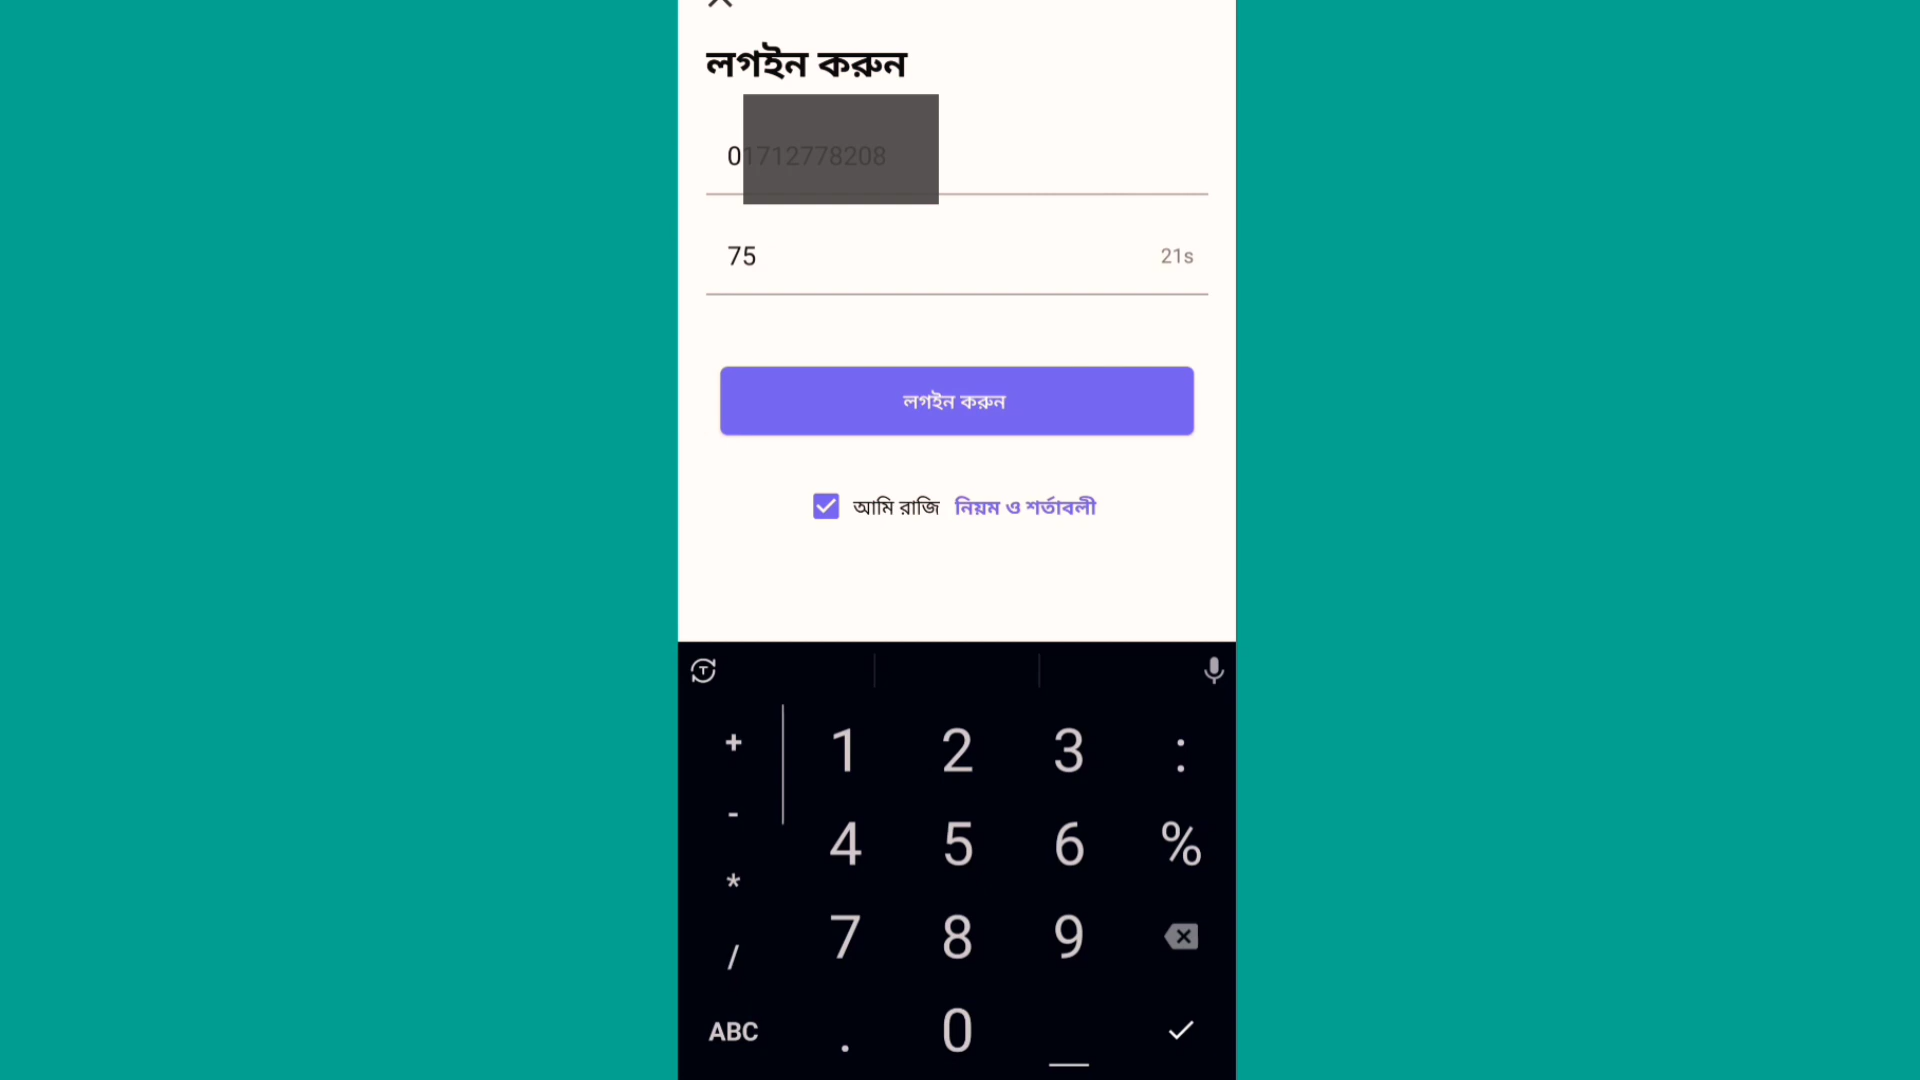 লগইন করুন
01712778208
75 21s
লগইন করুন
আমি রাজি নিয়ম ও শর্তাবলী
T
+ 1 2 3 :
- 4 5 6 %
* 7 8 9
/
ABC . 0 _